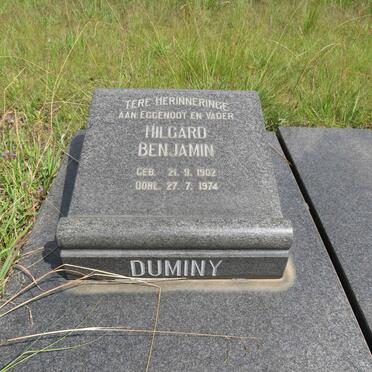 TERE HERINNERINGE
AAN EGGENOOT EN VADER
HILGARD
BENJAMIN
GEB. 21. 9. 1902
OORL. 27. 7. 1974
DUMINY